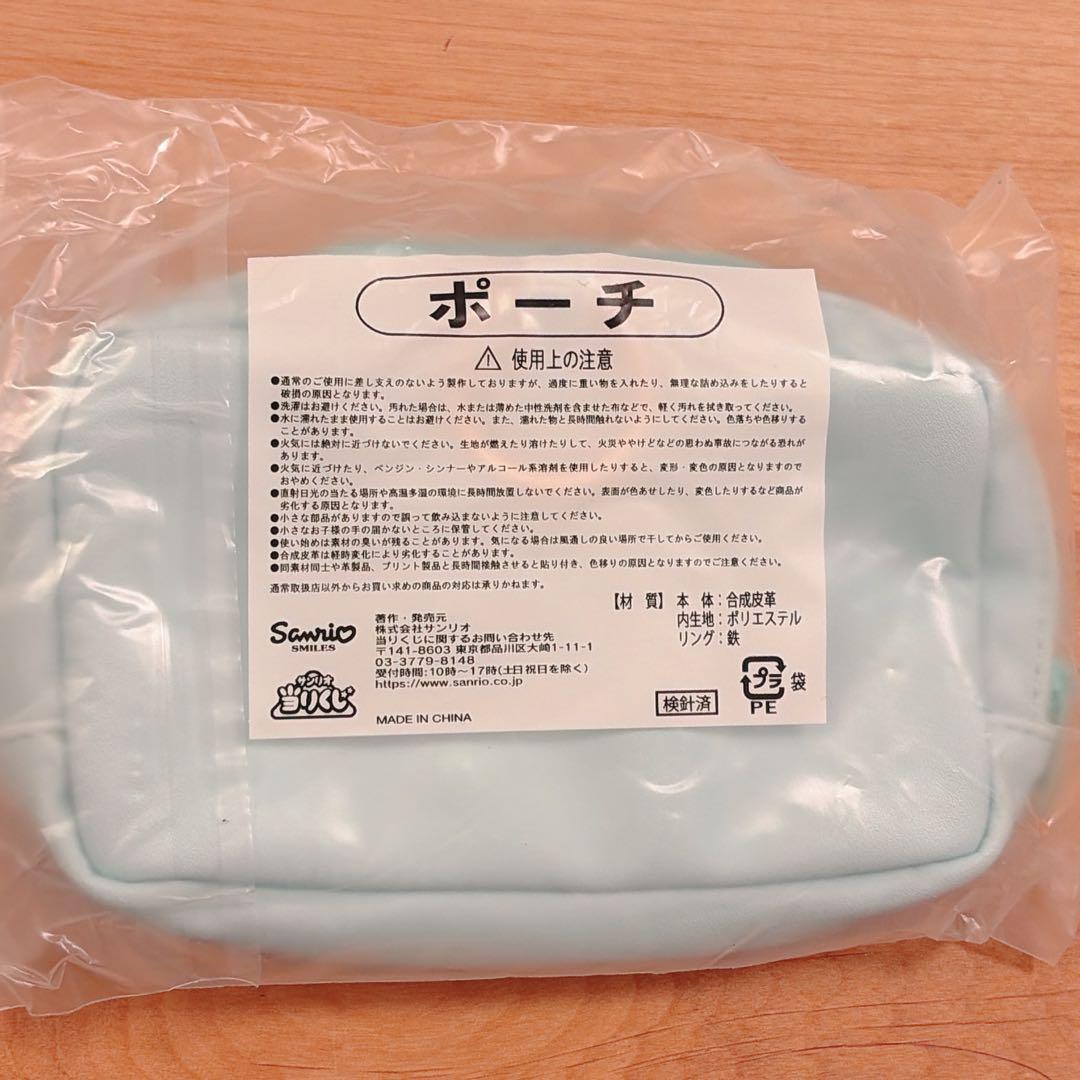 ポーチ
⚠ 使用上の注意
●通常のご使用に差し支えのないよう製作しておりますが、過度に重い物を入れたり、無理な詰め込みをしたりすると
破損の原因となります。
●洗濯はお避けください。汚れた場合は、水または薄めた中性洗剤を含ませた布などで、軽く汚れを拭き取ってください。
●水に濡れたまま使用することはお避けください。また、濡れた物と長時間触れないようにしてください。色落ちや色移りする
ことがあります。
●火気には絶対に近づけないでください。生地が燃えたり溶けたりして、火災ややけどなどの思わぬ事故につながる恐れが
あります。
●火気に近づけたり、ベンジン・シンナーやアルコール系溶剤を使用したりすると、変形・変色の原因となりますので
おやめください。
●直射日光の当たる場所や高温多湿の環境に長時間放置しないでください。表面が色あせしたり、変色したりするなど商品が
劣化する原因となります。
●小さな部品がありますので誤って飲み込まないように注意してください。
●小さなお子様の手の届かないところに保管してください。
●使い始めは素材の臭いが残ることがあります。気になる場合は風通しの良い場所で干してからご使用ください。
●合成皮革は経時変化により劣化することがあります。
●同素材同士や革製品、プリント製品と長時間接触させると貼り付き、色移りの原因となりますのでご注意ください。
通常取扱店以外からお買い求めの商品の対応は承りかねます。
【材 質】本 体：合成皮革
内生地：ポリエステル
リング：鉄
Sanrio
SMILES
サンリオ
当りくじ
著作・発売元
株式会社サンリオ
当りくじに関するお問い合わせ先
〒141-8603 東京都品川区大崎1-11-1
03-3779-8148
受付時間:10時～17時(土日祝日を除く)
https://www.sanrio.co.jp
MADE IN CHINA
検針済
プラ 袋
PE